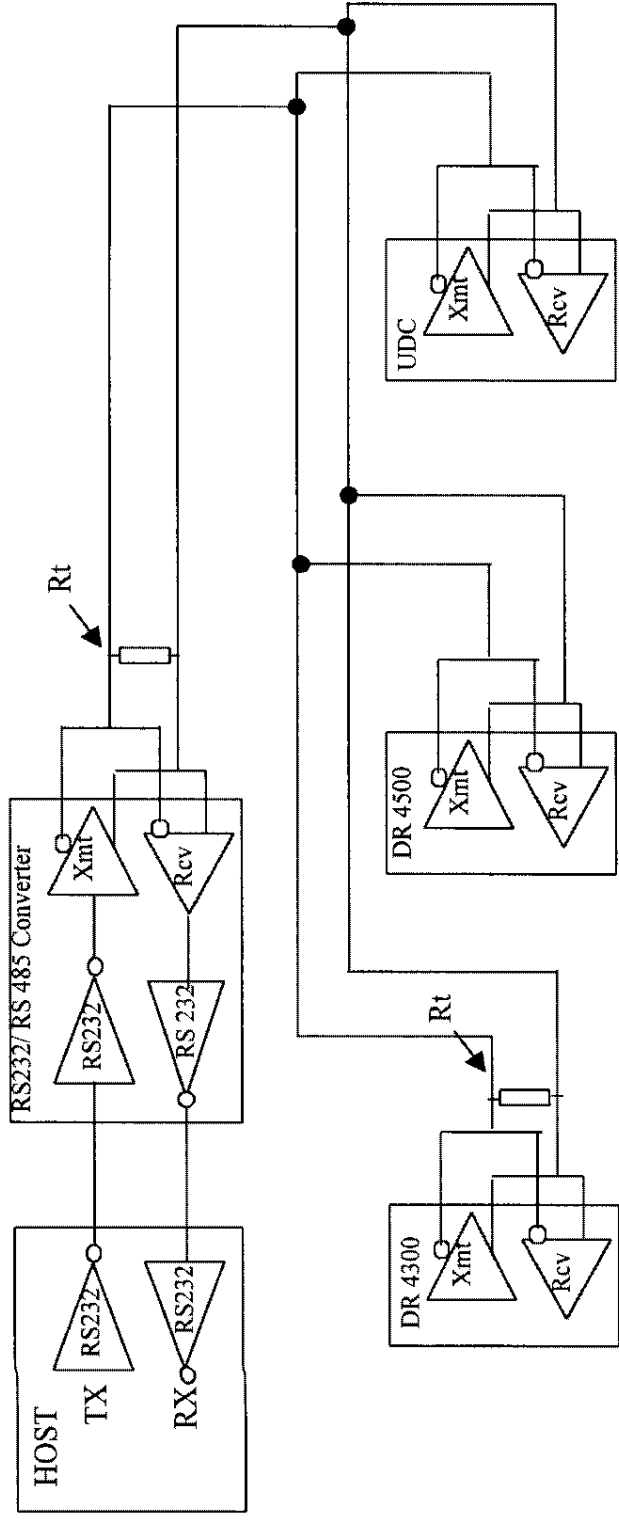 HOST
TX
RS232
RX
RS232
RS232/ RS 485 Converter
RS232
Xmt
RS 232
Rcv
Rt
DR 4300
Xmt
Rcv
Rt
DR 4500
Xmt
Rcv
UDC
Xmt
Rcv